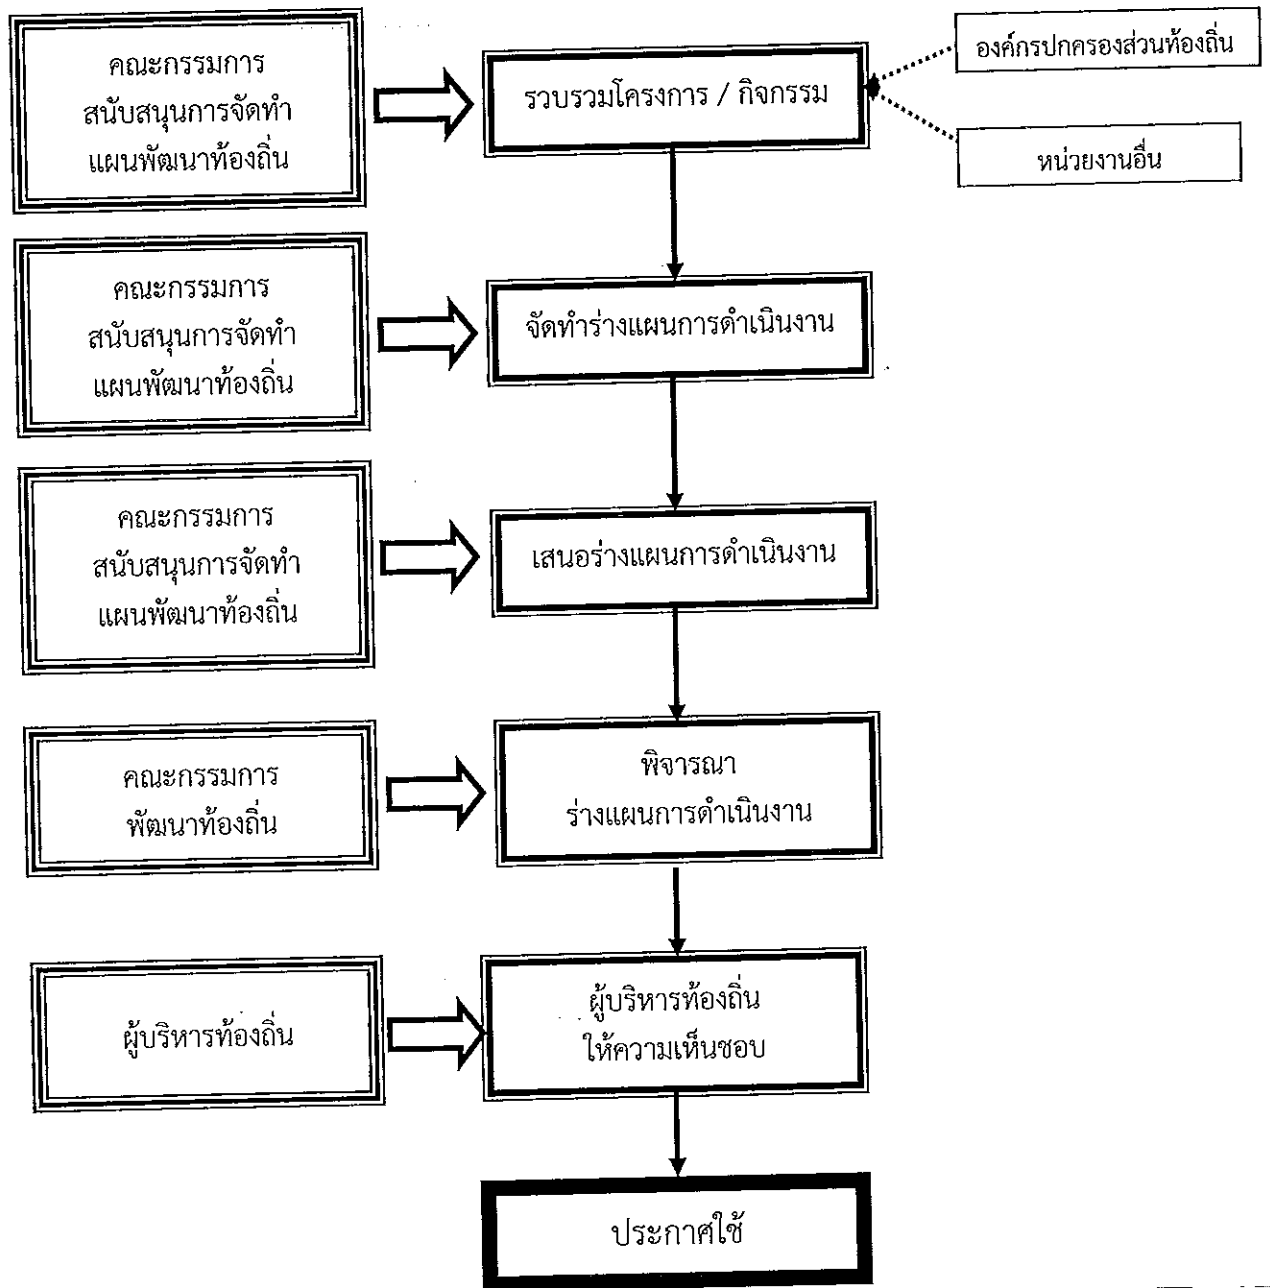 คณะกรรมการ
สนับสนุนการจัดทำ
แผนพัฒนาท้องถิ่น
รวบรวมโครงการ / กิจกรรม
องค์กรปกครองส่วนท้องถิ่น
หน่วยงานอื่น
คณะกรรมการ
สนับสนุนการจัดทำ
แผนพัฒนาท้องถิ่น
จัดทำร่างแผนการดำเนินงาน
คณะกรรมการ
สนับสนุนการจัดทำ
แผนพัฒนาท้องถิ่น
เสนอร่างแผนการดำเนินงาน
คณะกรรมการ
พัฒนาท้องถิ่น
พิจารณา
ร่างแผนการดำเนินงาน
ผู้บริหารท้องถิ่น
ผู้บริหารท้องถิ่น
ให้ความเห็นชอบ
ประกาศใช้